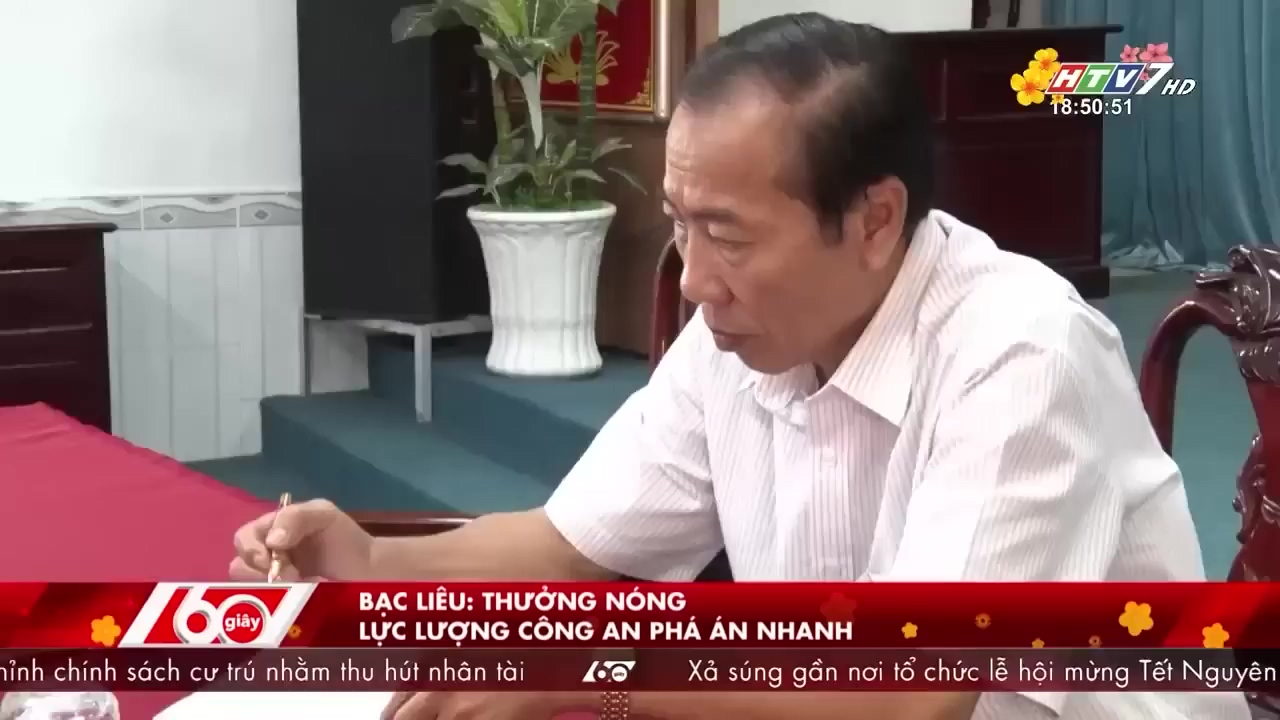 HTV7 HD
18:50:51
60 giây
BẠC LIÊU: THƯỞNG NÓNG
LỰC LƯỢNG CÔNG AN PHÁ ÁN NHANH
chính sách cư trú nhằm thu hút nhân tài 60 giây Xả súng gần nơi tổ chức lễ hội mừng Tết Nguyên